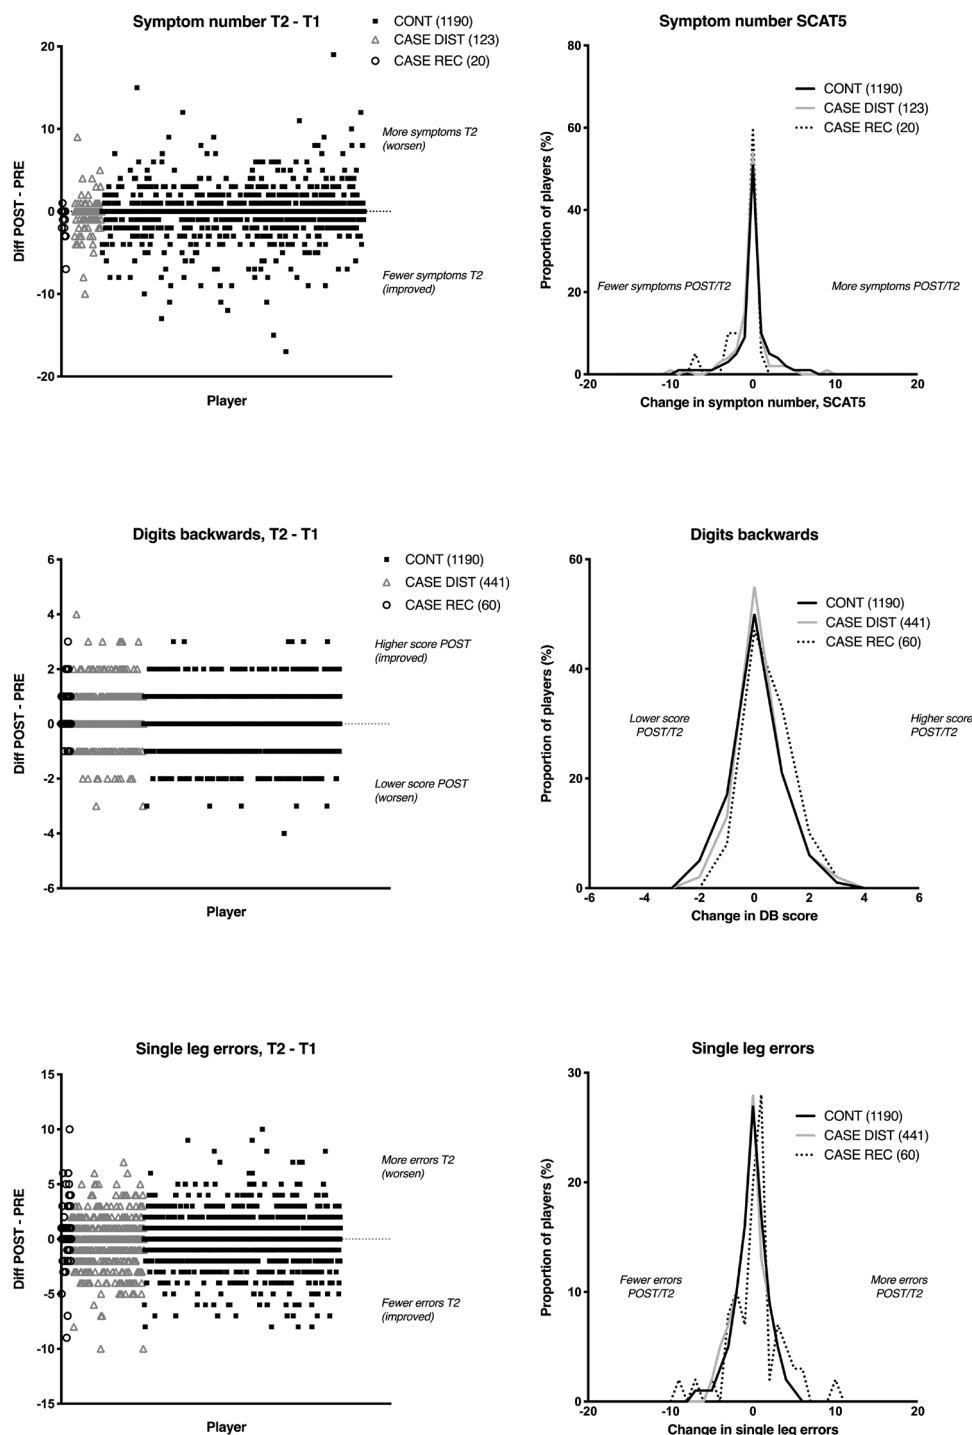 Symptom number T2 - T1
CONT (1190)
CASE DIST (123)
CASE REC (20)
20
10
0
-10
-20
Diff POST - PRE
More symptoms T2
(worsen)
Fewer symptoms T2
(improved)
Player
Symptom number SCAT5
80
60
40
20
0
Proportion of players (%)
CONT (1190)
CASE DIST (123)
CASE REC (20)
Fewer symptoms POST/T2
More symptoms POST/T2
-20
-10
0
10
20
Change in sympton number, SCAT5
Digits backwards, T2 - T1
CONT (1190)
CASE DIST (441)
CASE REC (60)
6
4
2
0
-2
-4
-6
Diff POST - PRE
Higher score POST
(improved)
Lower score POST
(worsen)
Player
Digits backwards
60
40
20
0
Proportion of players (%)
CONT (1190)
CASE DIST (441)
CASE REC (60)
Lower score
POST/T2
Higher score
POST/T2
-6
-4
-2
0
2
4
6
Change in DB score
Single leg errors, T2 - T1
15
10
5
0
-5
-10
-15
Diff POST - PRE
More errors T2
(worsen)
Fewer errors T2
(improved)
Player
Single leg errors
30
20
10
0
Proportion of players (%)
CONT (1190)
CASE DIST (441)
CASE REC (60)
Fewer errors
POST/T2
More errors
POST/T2
-20
-10
0
10
20
Change in single leg errors